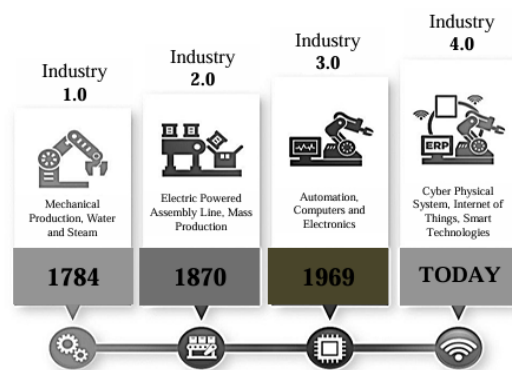 Industry
1.0
Mechanical
Production, Water
and Steam
1784
Industry
2.0
Electric Powered
Assembly Line, Mass
Production
1870
Industry
3.0
Automation,
Computers and
Electronics
1969
Industry
4.0
ERP
Cyber Physical
System, Internet of
Things, Smart
Technologies
TODAY